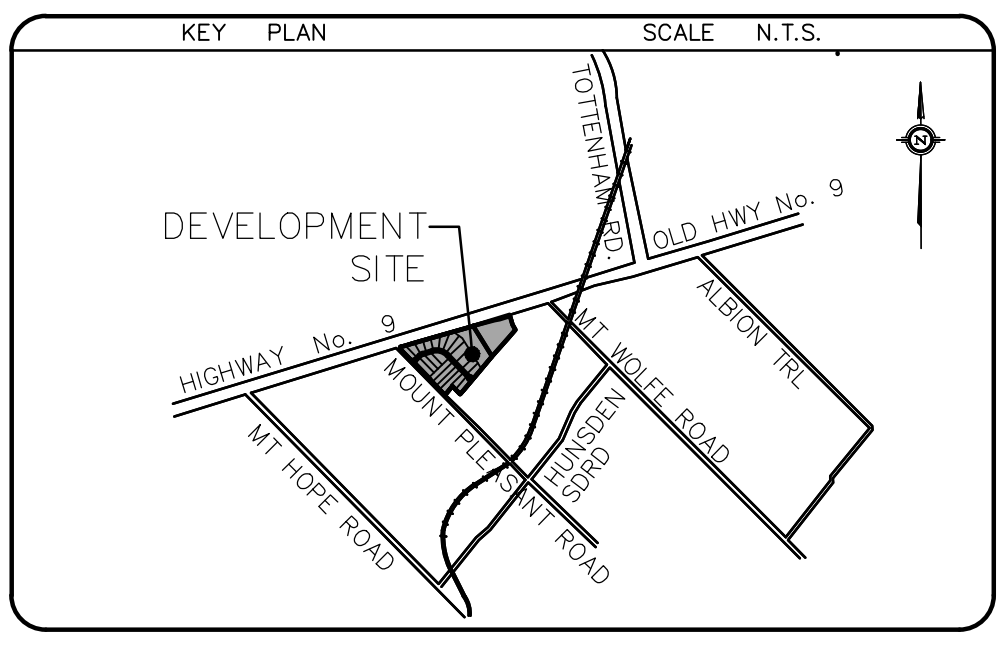 KEY PLAN
SCALE N.T.S.
TOTTENHAM RD.
N
OLD HWY No. 9
DEVELOPMENT
SITE
HIGHWAY No. 9
ALBION TRL
MT WOLFE ROAD
MOUNT PLEASANT ROAD
HUNSDEN
SDRD
MT HOPE ROAD